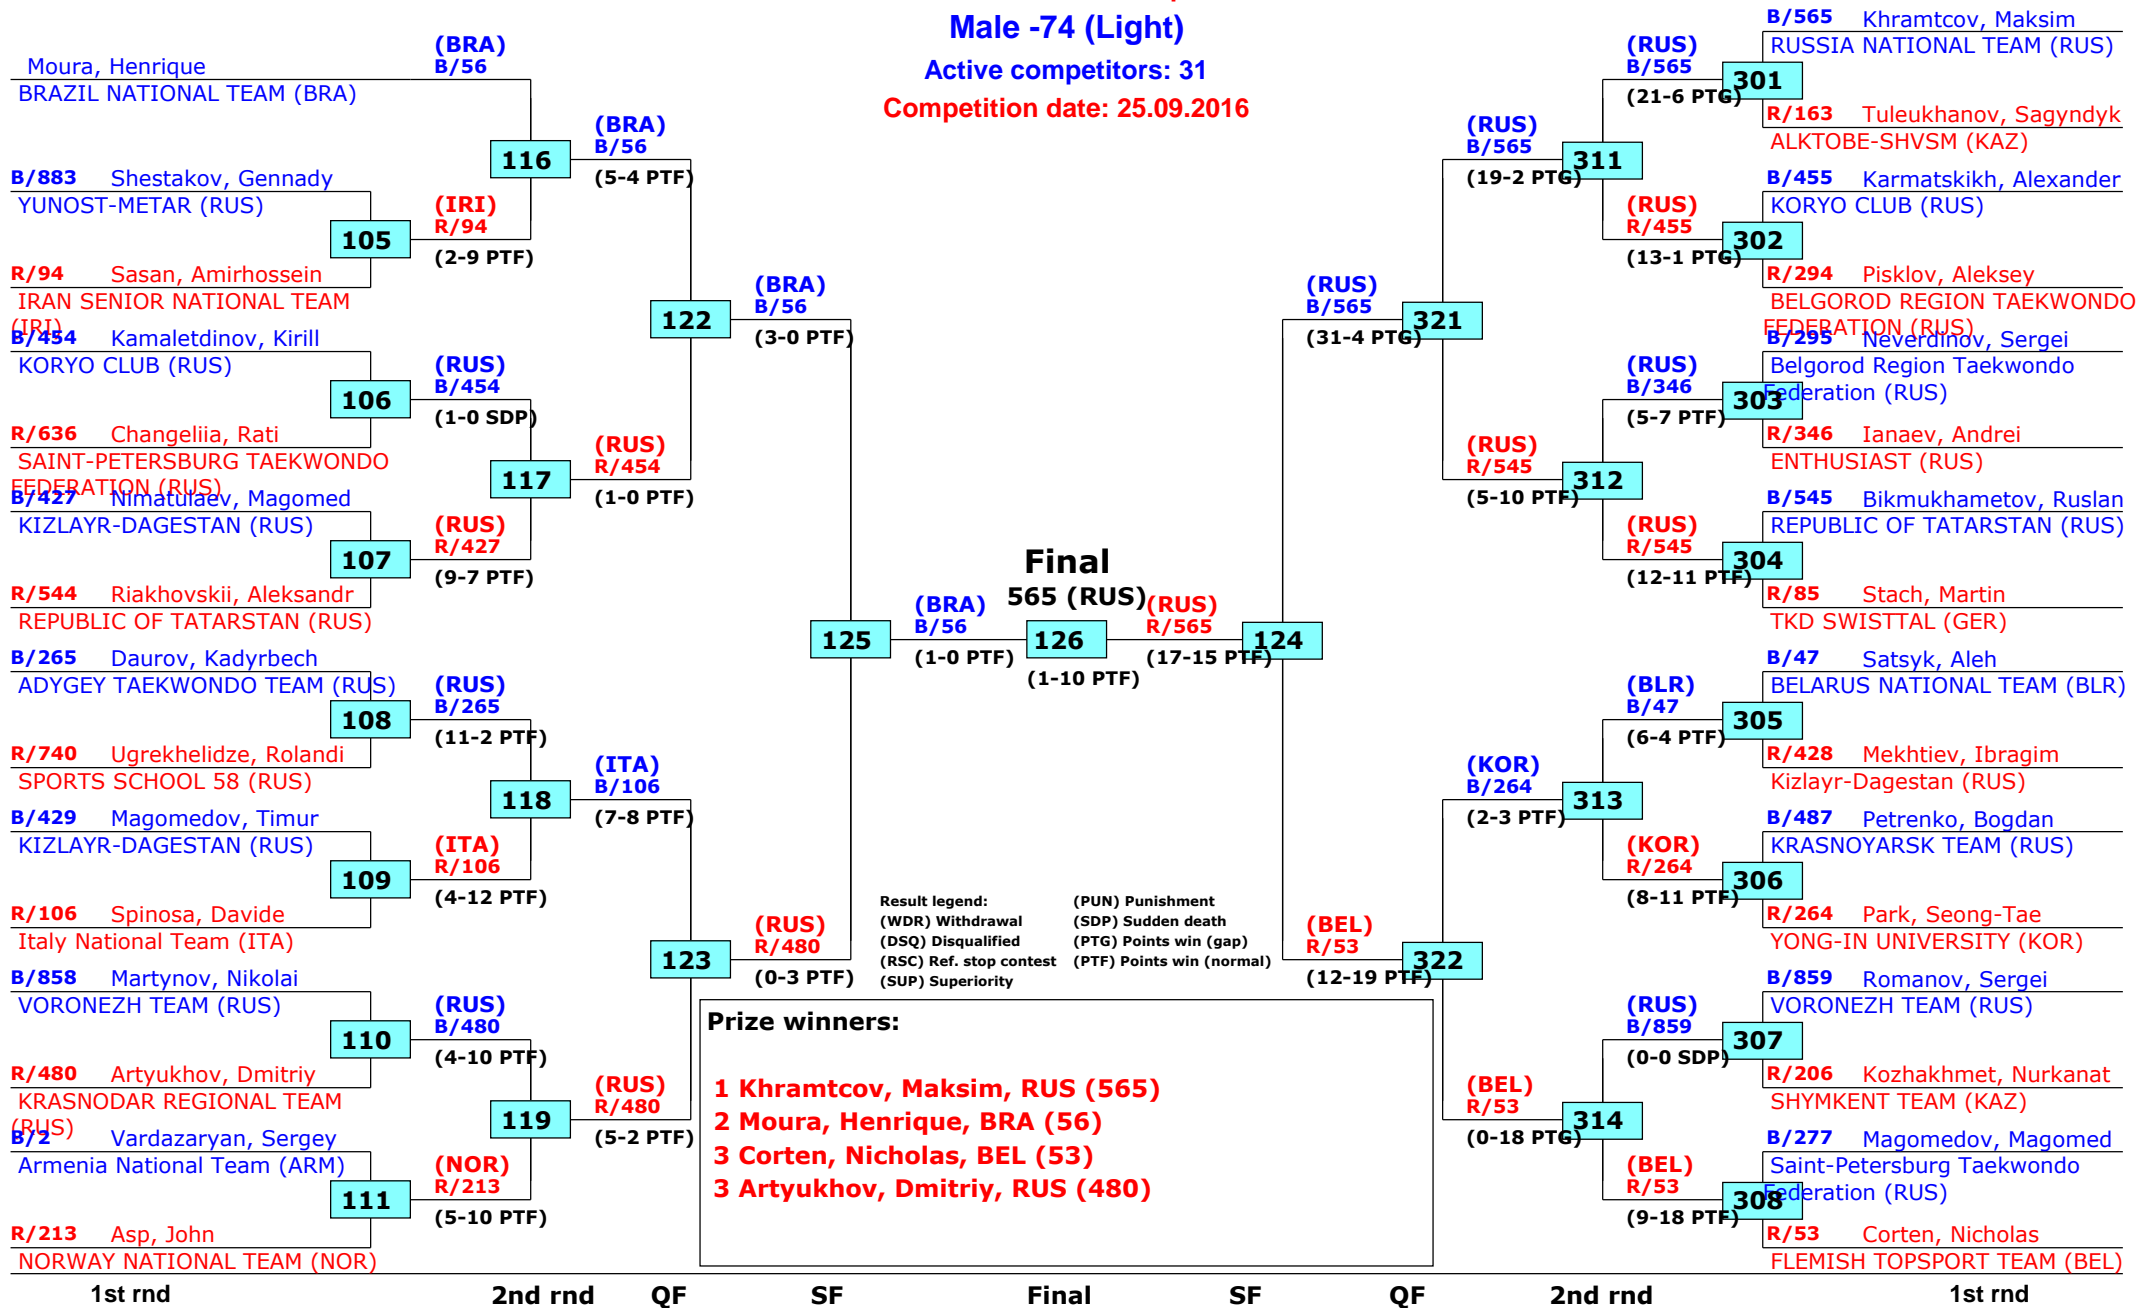 Male -74 (Light)
Active competitors: 31
Competition date: 25.09.2016
Moura, Henrique
BRAZIL NATIONAL TEAM (BRA)
B/883 Shestakov, Gennady
YUNOST-METAR (RUS)
R/94 Sasan, Amirhossein
IRAN SENIOR NATIONAL TEAM
(IRI)
B/454 Kamaletdinov, Kirill
KORYO CLUB (RUS)
R/636 Changeliia, Rati
SAINT-PETERSBURG TAEKWONDO
FEDERATION (RUS)
B/427 Nimatulaev, Magomed
KIZLAYR-DAGESTAN (RUS)
R/544 Riakhovskii, Aleksandr
REPUBLIC OF TATARSTAN (RUS)
B/265 Daurov, Kadyrbech
ADYGEY TAEKWONDO TEAM (RUS)
R/740 Ugrekhelidze, Rolandi
SPORTS SCHOOL 58 (RUS)
B/429 Magomedov, Timur
KIZLAYR-DAGESTAN (RUS)
R/106 Spinosa, Davide
Italy National Team (ITA)
B/858 Martynov, Nikolai
VORONEZH TEAM (RUS)
R/480 Artyukhov, Dmitriy
KRASNODAR REGIONAL TEAM
(RUS)
B/2 Vardazaryan, Sergey
Armenia National Team (ARM)
R/213 Asp, John
NORWAY NATIONAL TEAM (NOR)
105
106
107
108
109
110
111
(BRA)
B/56
(IRI)
R/94
(2-9 PTF)
(RUS)
B/454
(1-0 SDP)
(RUS)
R/427
(9-7 PTF)
(RUS)
B/265
(11-2 PTF)
(ITA)
R/106
(4-12 PTF)
(RUS)
B/480
(4-10 PTF)
(NOR)
R/213
(5-10 PTF)
116
117
118
119
(BRA)
B/56
(5-4 PTF)
(RUS)
R/454
(1-0 PTF)
(ITA)
B/106
(7-8 PTF)
(RUS)
R/480
(5-2 PTF)
122
123
(BRA)
B/56
(3-0 PTF)
(RUS)
R/480
(0-3 PTF)
125
(BRA)
B/56
(1-0 PTF)
Final
565 (RUS)
126
(1-10 PTF)
(RUS)
R/565
(17-15 PTF)
124
(RUS)
B/565
(31-4 PTG)
(BEL)
R/53
(12-19 PTF)
321
322
(RUS)
B/565
(19-2 PTG)
(RUS)
R/545
(5-10 PTF)
(KOR)
B/264
(2-3 PTF)
(BEL)
R/53
(0-18 PTG)
311
312
313
314
(RUS)
B/565
(21-6 PTG)
(RUS)
R/455
(13-1 PTG)
(RUS)
B/346
(5-7 PTF)
(RUS)
R/545
(12-11 PTF)
(BLR)
B/47
(6-4 PTF)
(KOR)
R/264
(8-11 PTF)
(RUS)
B/859
(0-0 SDP)
(BEL)
R/53
(9-18 PTF)
301
302
303
304
305
306
307
308
B/565 Khramtcov, Maksim
RUSSIA NATIONAL TEAM (RUS)
R/163 Tuleukhanov, Sagyndyk
ALKTOBE-SHVSM (KAZ)
B/455 Karmatskikh, Alexander
KORYO CLUB (RUS)
R/294 Pisklov, Aleksey
BELGOROD REGION TAEKWONDO
FEDERATION (RUS)
B/295 Neverdinov, Sergei
Belgorod Region Taekwondo
Federation (RUS)
R/346 Ianaev, Andrei
ENTHUSIAST (RUS)
B/545 Bikmukhametov, Ruslan
REPUBLIC OF TATARSTAN (RUS)
R/85 Stach, Martin
TKD SWISTTAL (GER)
B/47 Satsyk, Aleh
BELARUS NATIONAL TEAM (BLR)
R/428 Mekhtiev, Ibragim
Kizlayr-Dagestan (RUS)
B/487 Petrenko, Bogdan
KRASNOYARSK TEAM (RUS)
R/264 Park, Seong-Tae
YONG-IN UNIVERSITY (KOR)
B/859 Romanov, Sergei
VORONEZH TEAM (RUS)
R/206 Kozhakhmet, Nurkanat
SHYMKENT TEAM (KAZ)
B/277 Magomedov, Magomed
Saint-Petersburg Taekwondo
Federation (RUS)
R/53 Corten, Nicholas
FLEMISH TOPSPORT TEAM (BEL)
Result legend: (PUN) Punishment
(WDR) Withdrawal (SDP) Sudden death
(DSQ) Disqualified (PTG) Points win (gap)
(RSC) Ref. stop contest (PTF) Points win (normal)
(SUP) Superiority
Prize winners:
1 Khramtcov, Maksim, RUS (565)
2 Moura, Henrique, BRA (56)
3 Corten, Nicholas, BEL (53)
3 Artyukhov, Dmitriy, RUS (480)
1st rnd 2nd rnd QF SF Final SF QF 2nd rnd 1st rnd